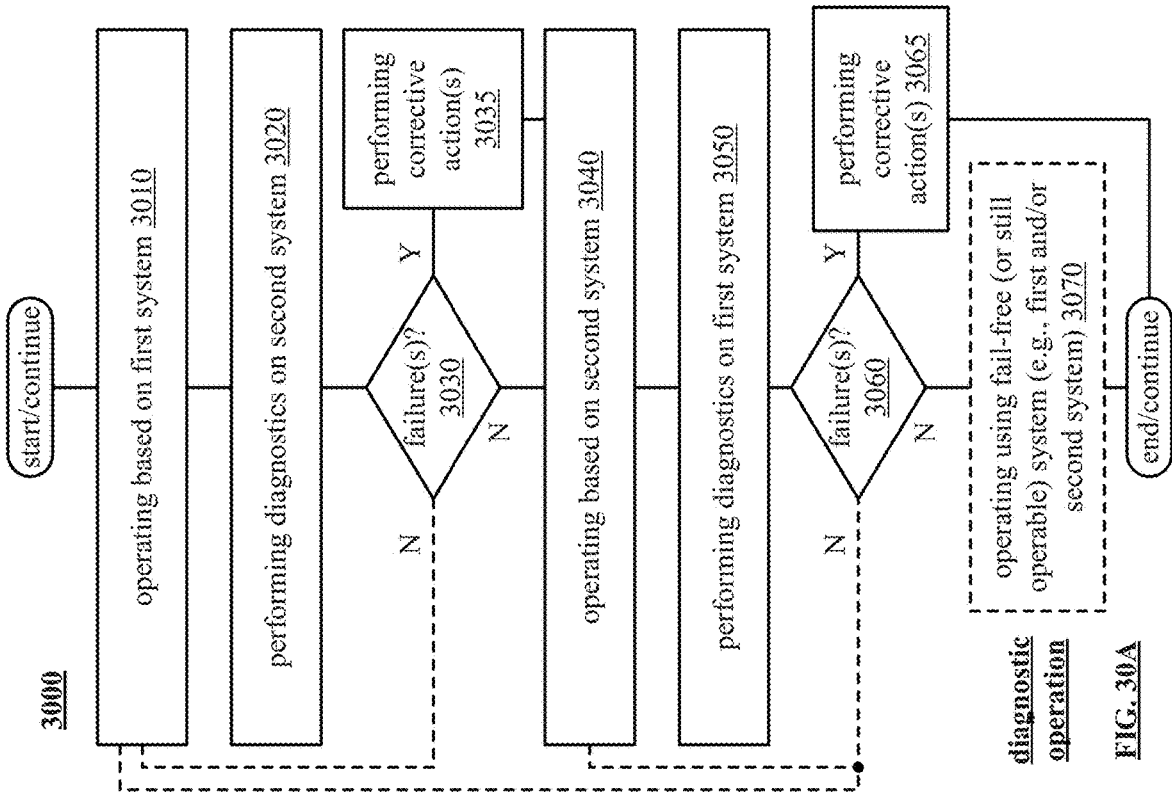 3000
start/continue
operating based on first system 3010
performing diagnostics on second system 3020
failure(s)?
3030
Y
N
N
performing
corrective
action(s)
3035
operating based on second system 3040
performing diagnostics on first system 3050
failure(s)?
3060
Y
N
N
performing
corrective
action(s) 3065
operating using fail-free (or still
operable) system (e.g., first and/or
second system) 3070
end/continue
diagnostic
operation
FIG. 30A